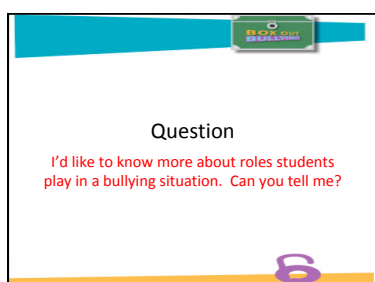 BOX OUT
BULLYING
Question
I'd like to know more about roles students
play in a bullying situation.  Can you tell me?